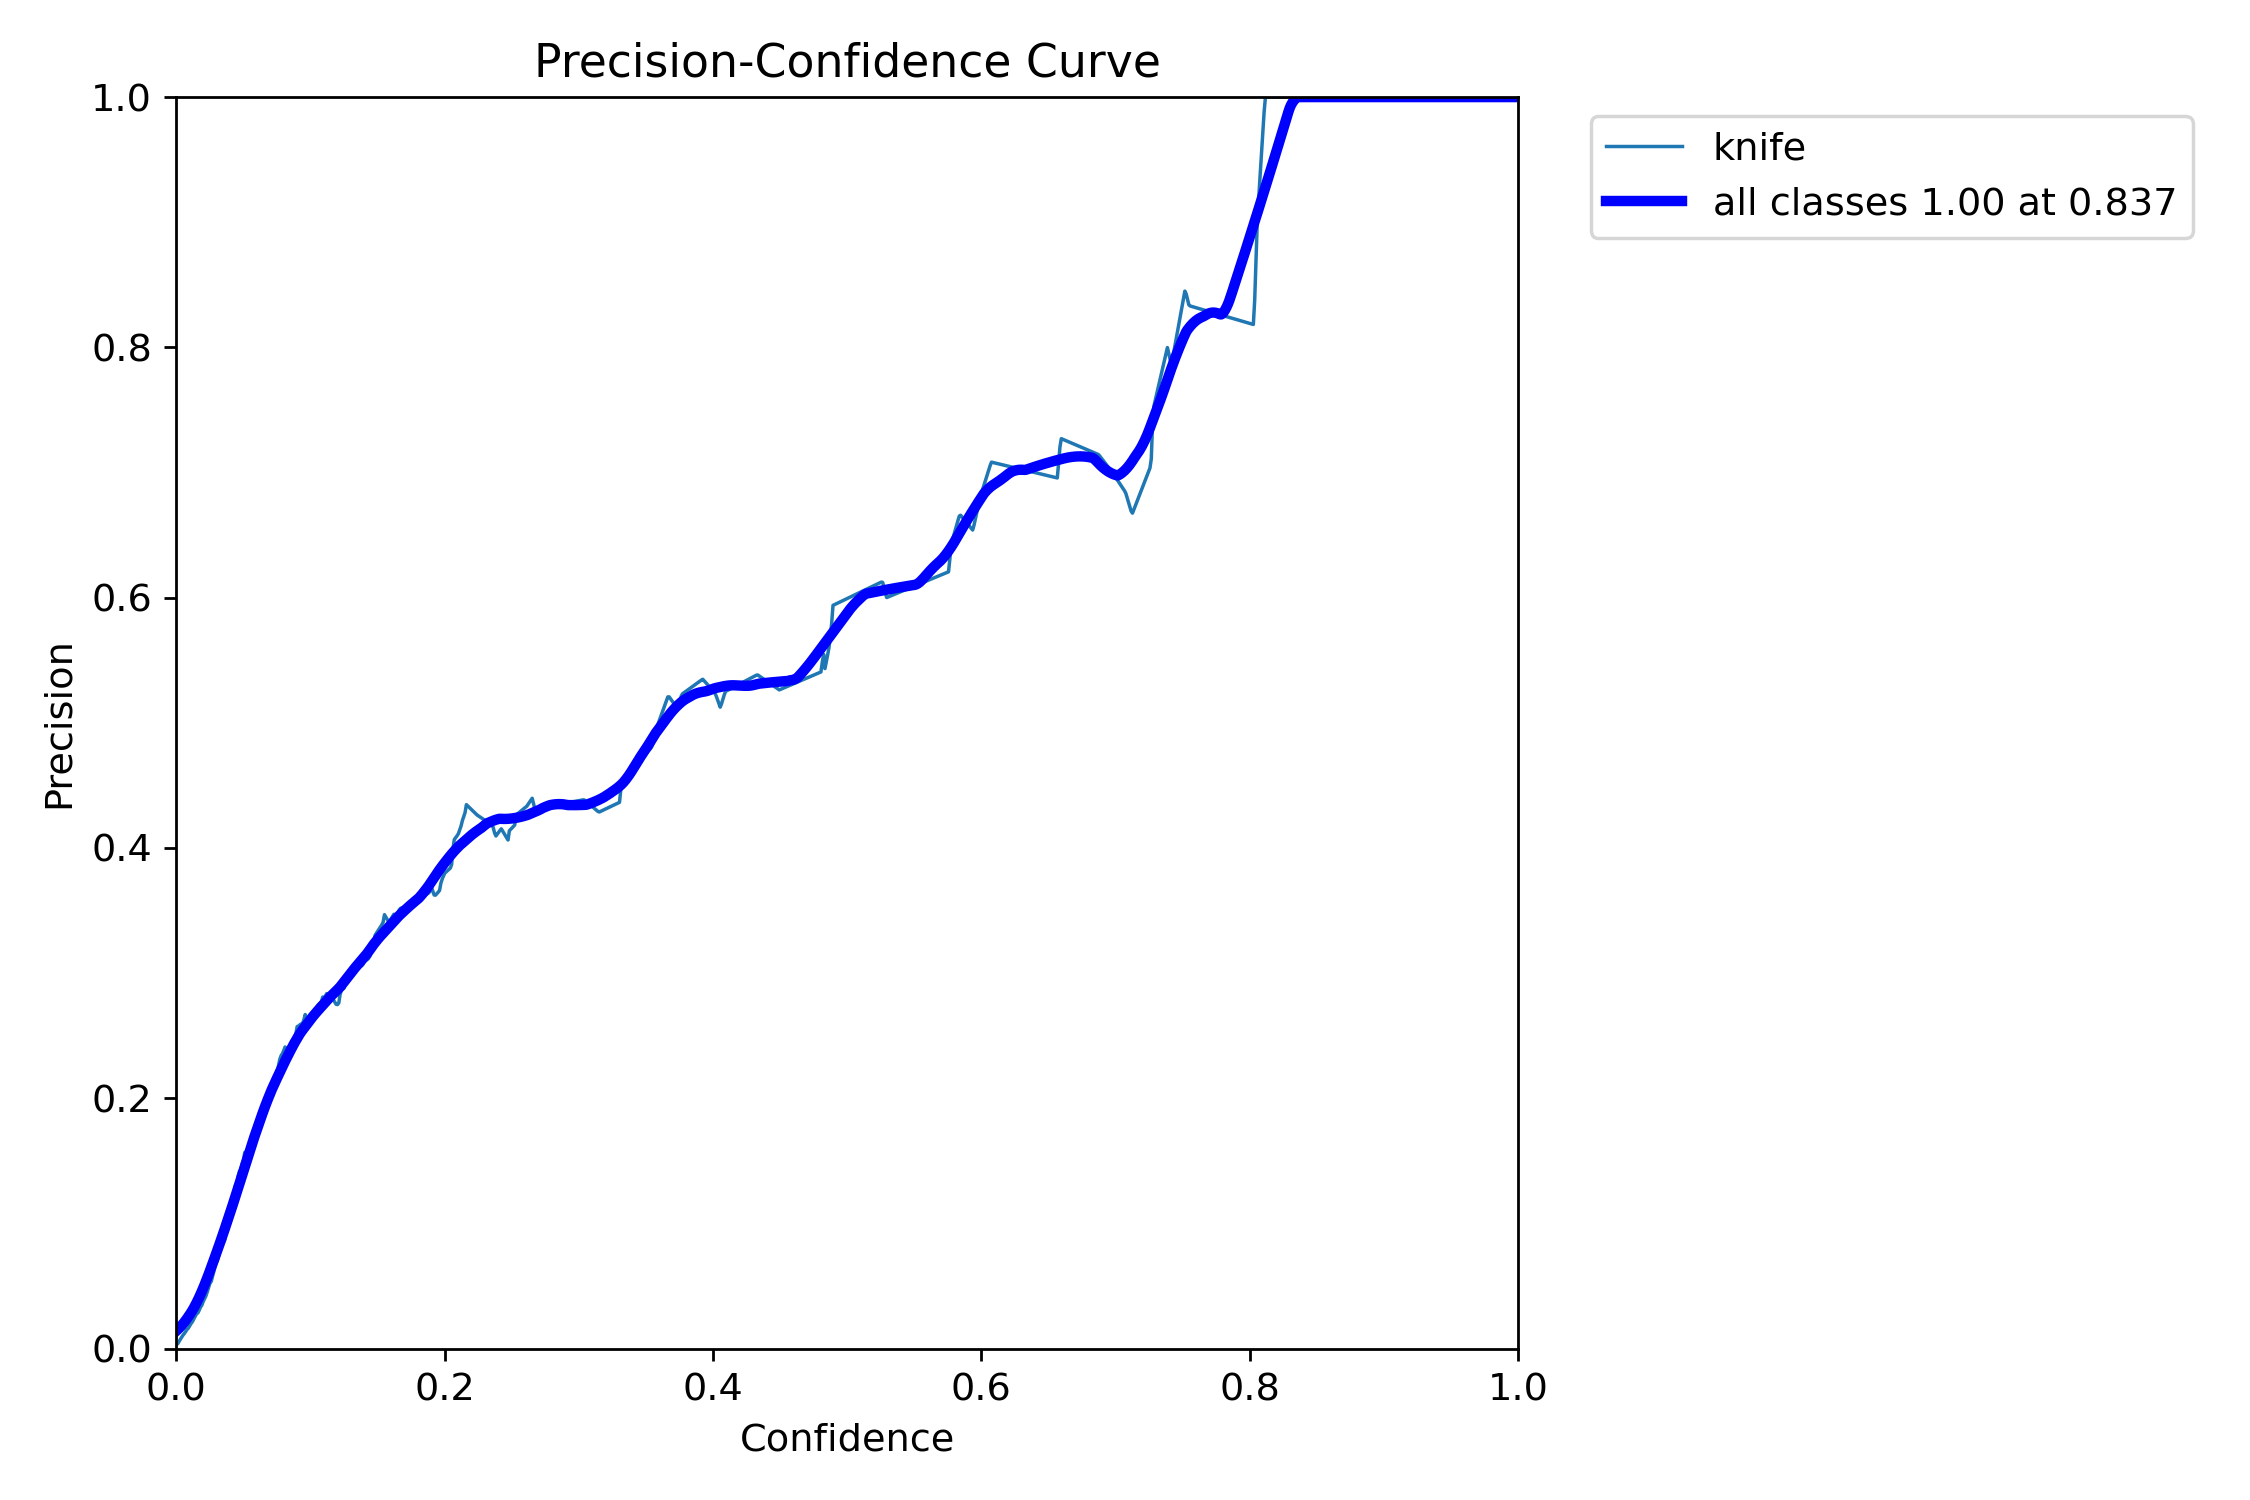 Precision-Confidence Curve
1.0
0.8
0.6
0.4
0.2
0.0
Precision
0.0 0.2 0.4 0.6 0.8 1.0
Confidence
knife
all classes 1.00 at 0.837